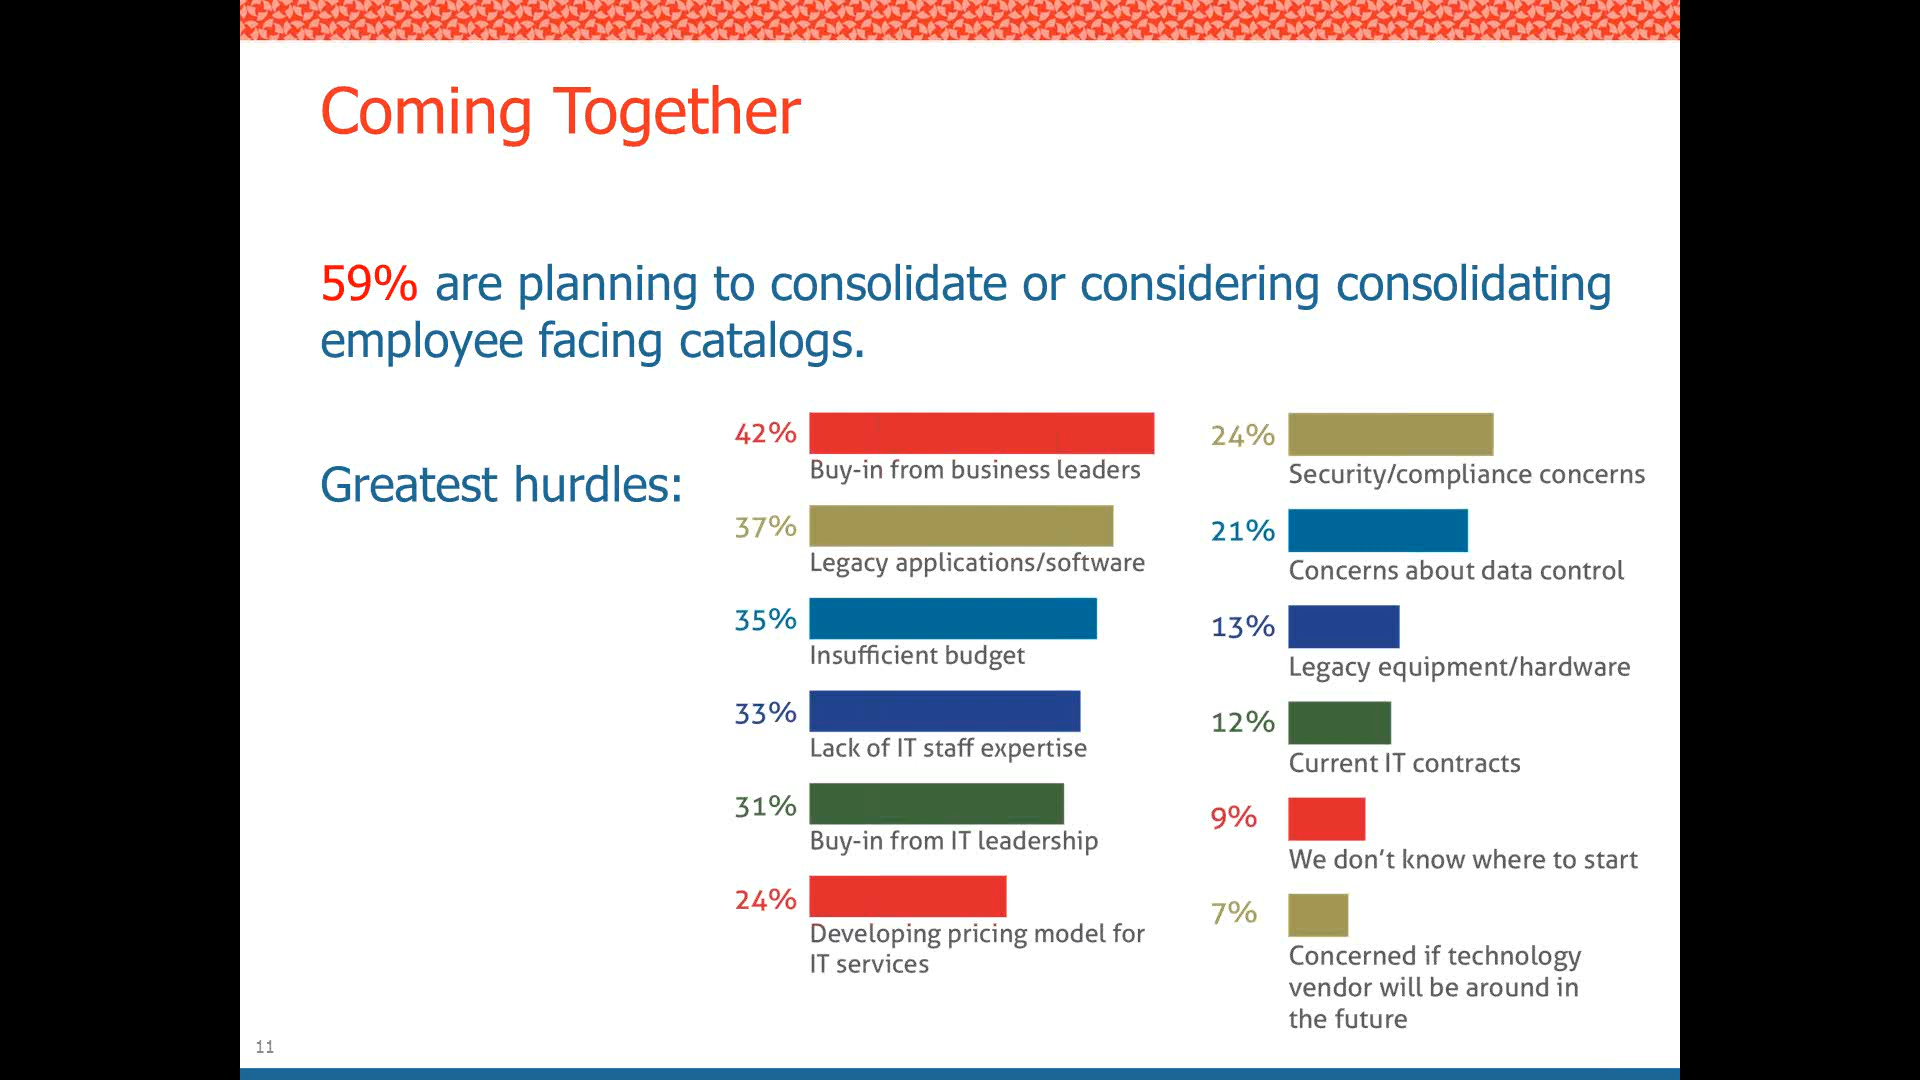 Coming Together
59% are planning to consolidate or considering consolidating
employee facing catalogs.
Greatest hurdles:
42%
Buy-in from business leaders
37%
Legacy applications/software
35%
Insufficient budget
33%
Lack of IT staff expertise
31%
Buy-in from IT leadership
24%
Developing pricing model for
IT services
24%
Security/compliance concerns
21%
Concerns about data control
13%
Legacy equipment/hardware
12%
Current IT contracts
9%
We don’t know where to start
7%
Concerned if technology
vendor will be around in
the future
11